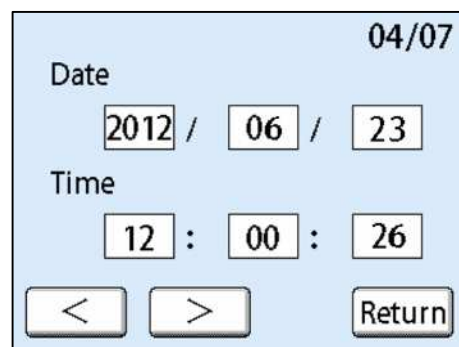 04/07
Date
2012 / 06 / 23
Time
12 : 00 : 26
< > Return